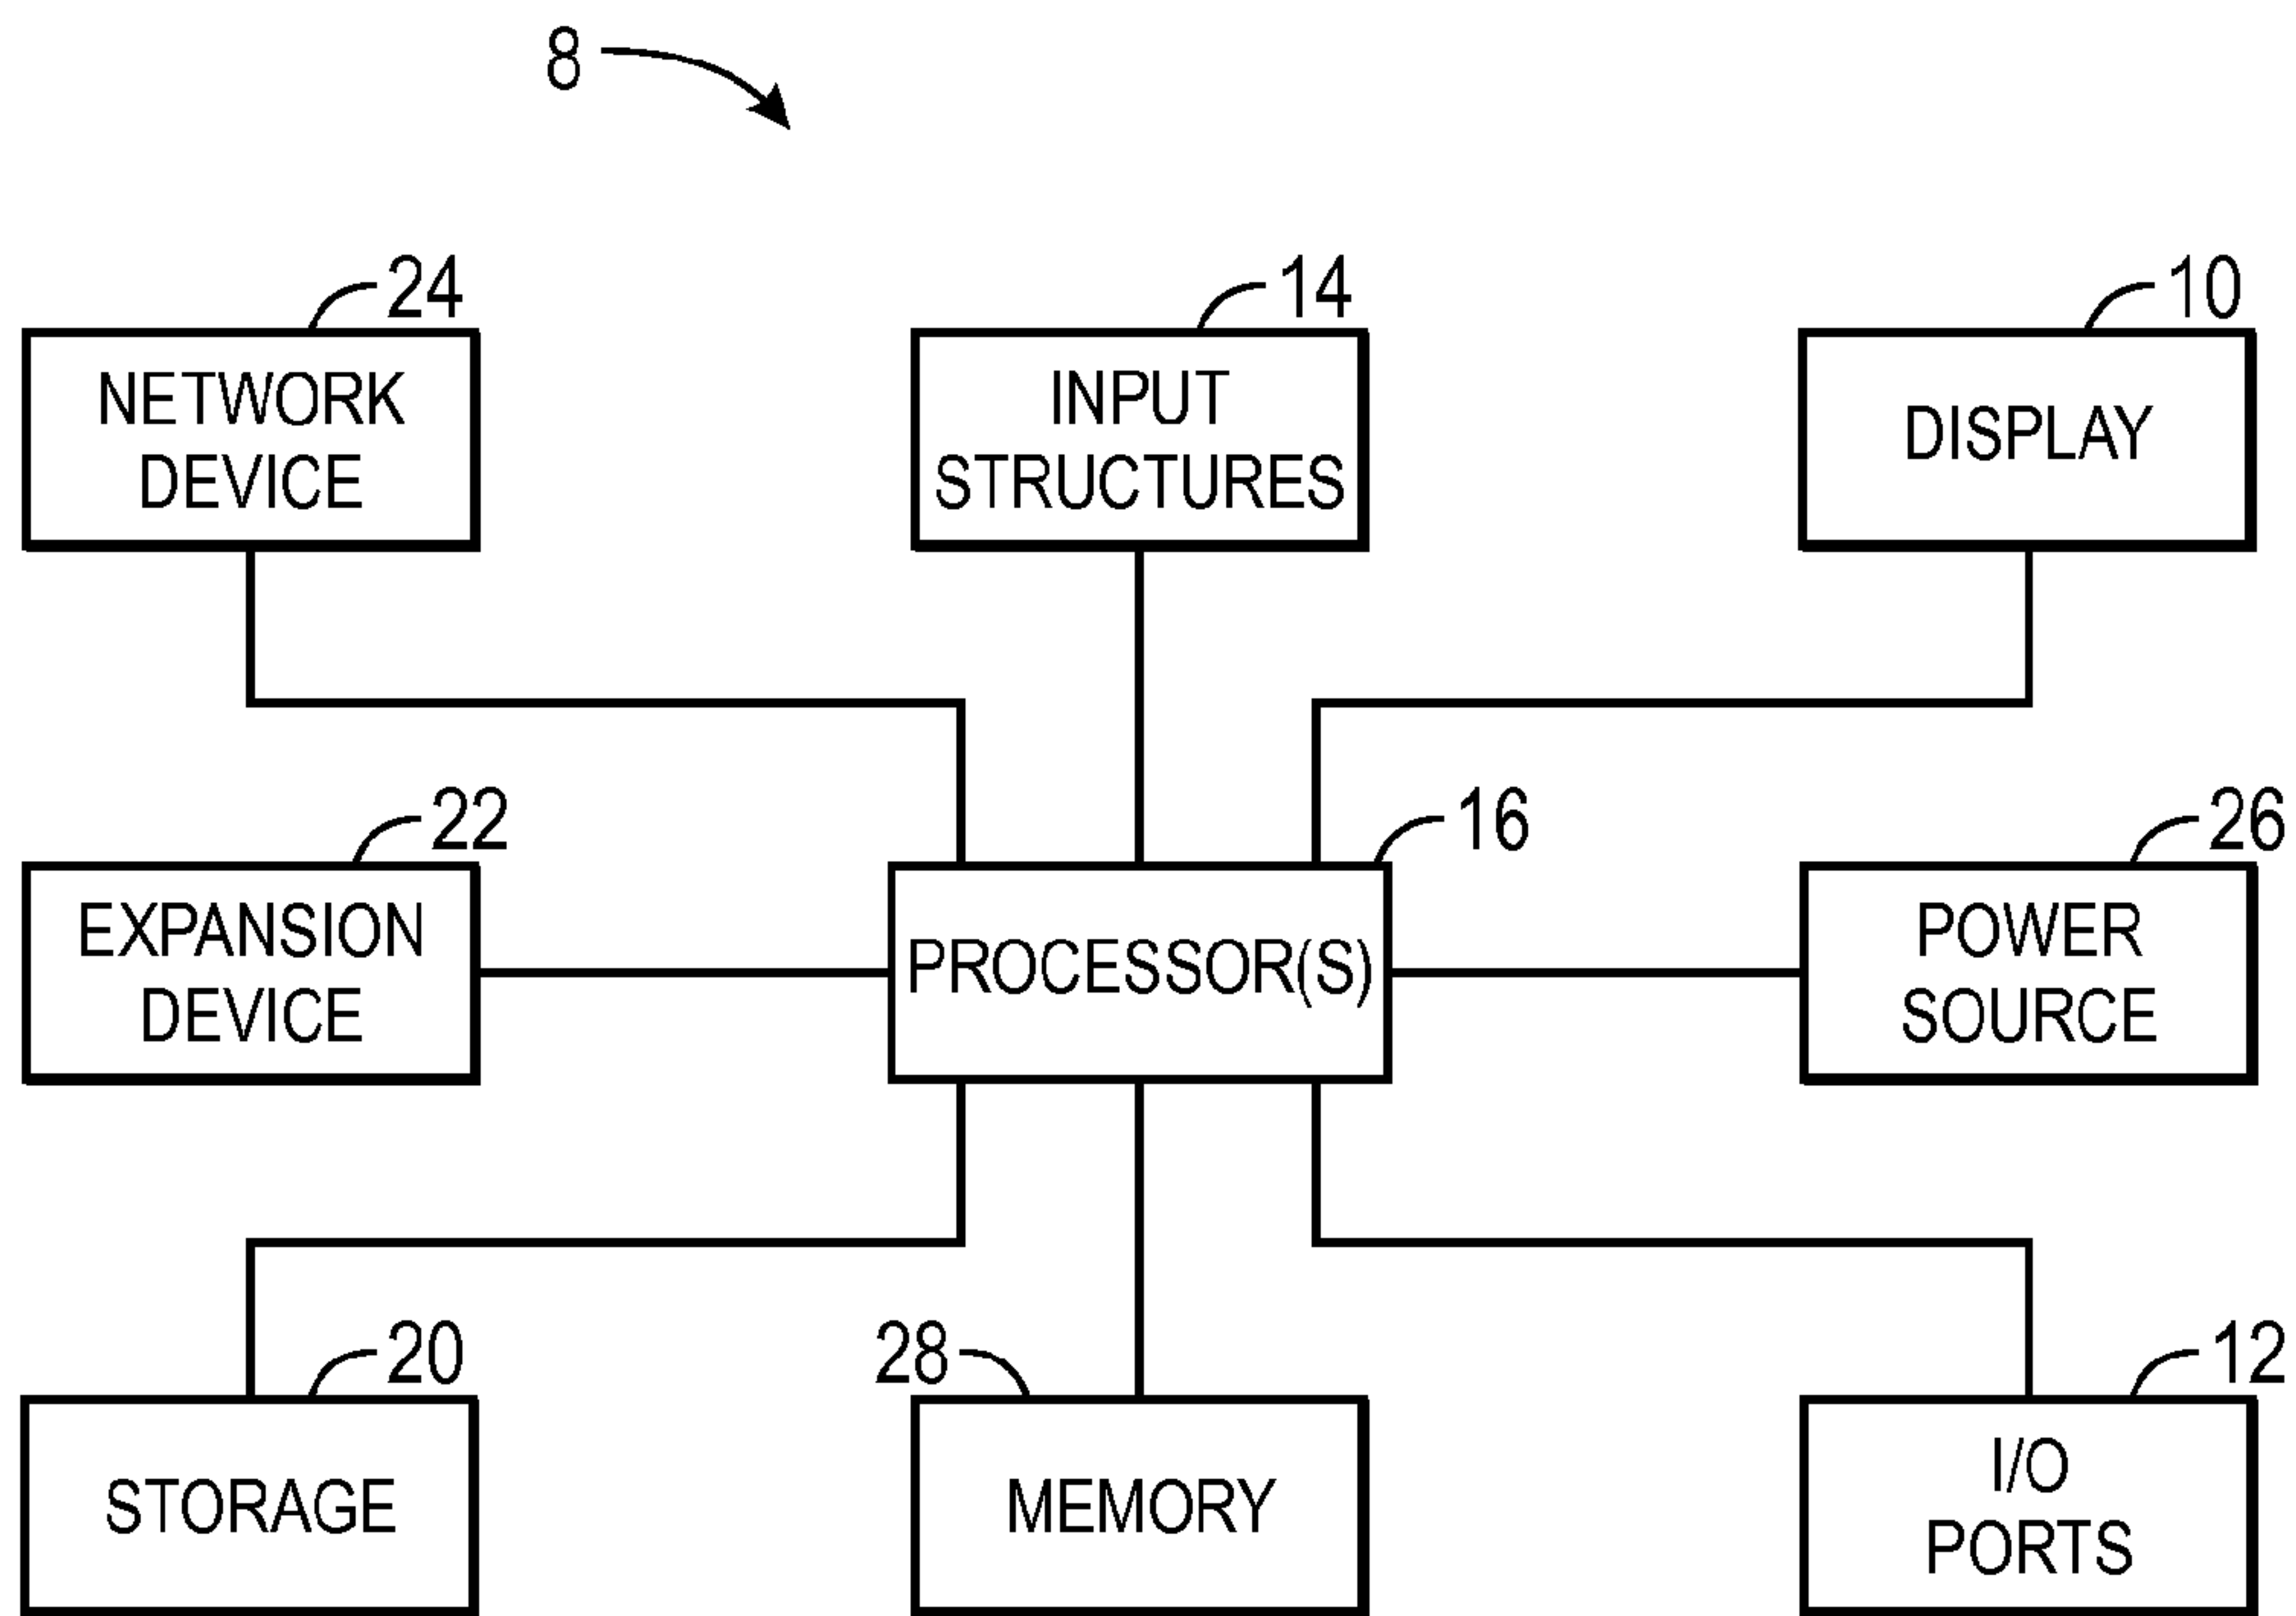 8
24
NETWORK
DEVICE
14
INPUT
STRUCTURES
10
DISPLAY
22
EXPANSION
DEVICE
16
PROCESSOR(S)
26
POWER
SOURCE
20
STORAGE
28
MEMORY
12
I/O
PORTS